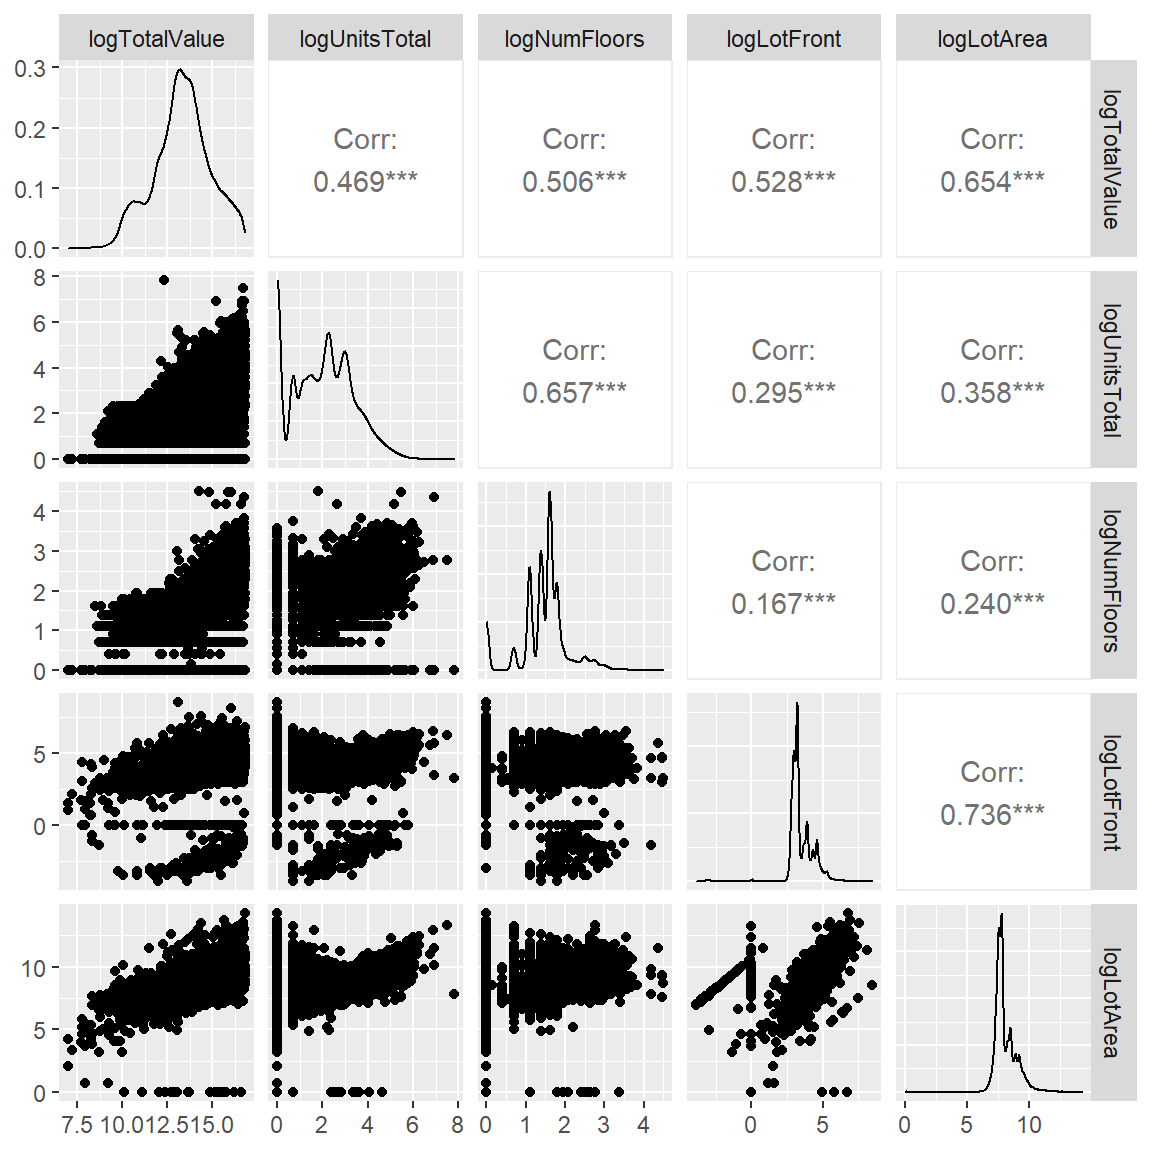 logTotalValue logUnitsTotal logNumFloors logLotFront logLotArea
0.3
0.2
0.1
0.0
Corr:
0.469***
Corr:
0.506***
Corr:
0.528***
Corr:
0.654***
logTotalValue
8
6
4
2
0
Corr:
0.657***
Corr:
0.295***
Corr:
0.358***
logUnitsTotal
4
3
2
1
0
Corr:
0.167***
Corr:
0.240***
logNumFloors
5
0
Corr:
0.736***
logLotFront
10
5
0
logLotArea
7.5 10.0 12.5 15.0
0 2 4 6 8
0 1 2 3 4
0 5
0 5 10